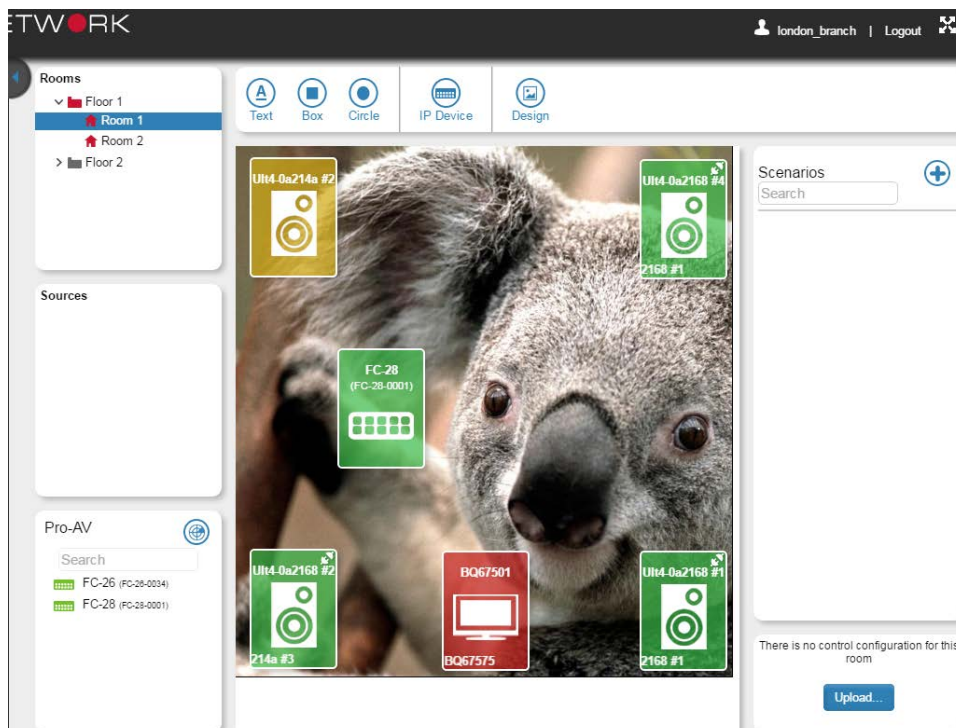 ETWORK
london_branch | Logout
Rooms
Floor 1
Room 1
Room 2
Floor 2
Text Box Circle IP Device Design
Scenarios
Search
Ult4-0a214a #2
Ult4-0a2168 #4
2168 #1
Sources
FC-28
(FC-28-0001)
Pro-AV
Search
FC-26 (FC-26-0034)
FC-28 (FC-28-0001)
Ult4-0a2168 #2
214a #3
BQ67501
BQ67575
Ult4-0a2168 #1
2168 #1
There is no control configuration for this
room
Upload...